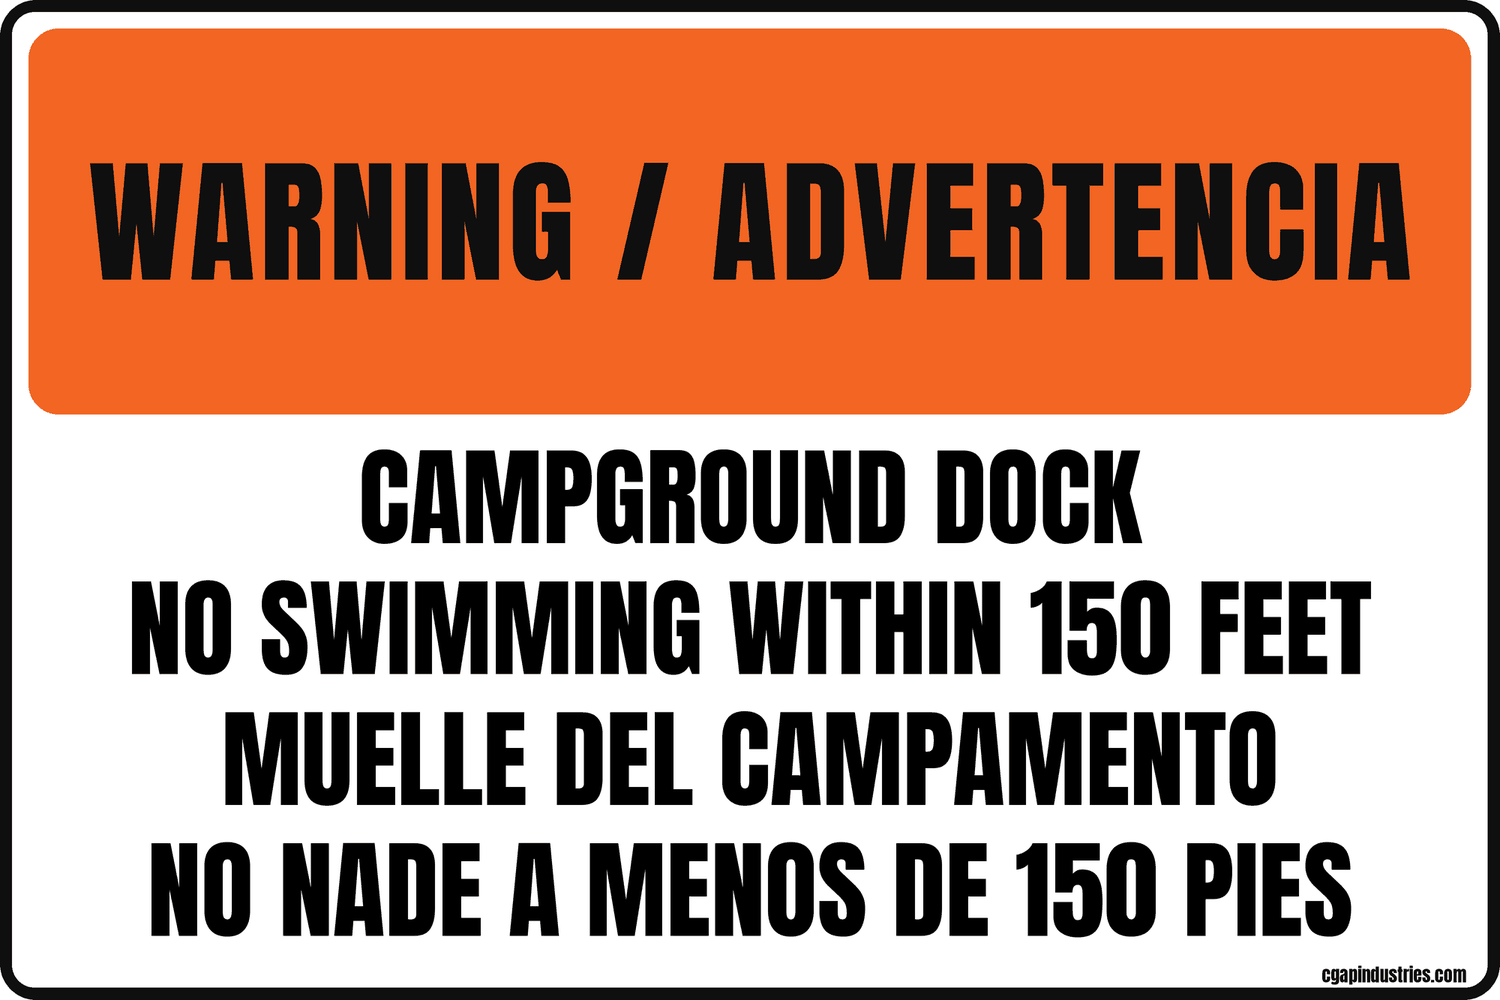 WARNING / ADVERTENCIA
CAMPGROUND DOCK
NO SWIMMING WITHIN 150 FEET
MUELLE DEL CAMPAMENTO
NO NADE A MENOS DE 150 PIES
cgapindustries.com